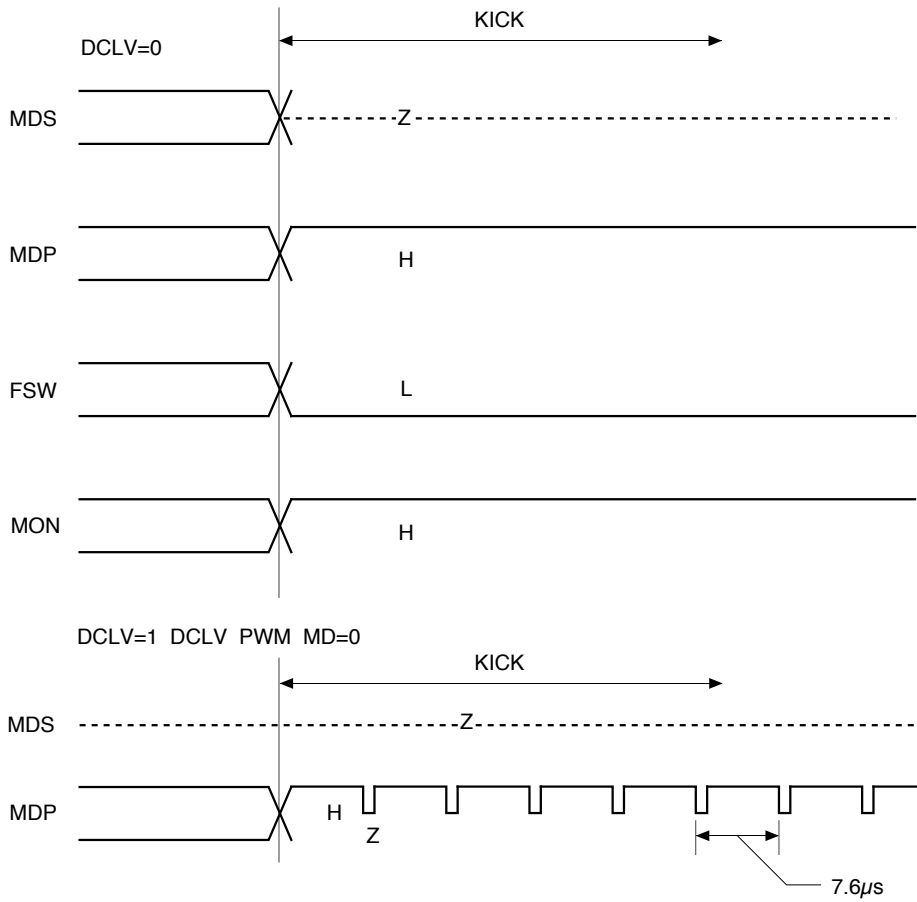 KICK
DCLV=0
MDS
Z
MDP
H
FSW
L
MON
H
DCLV=1 DCLV PWM MD=0
KICK
MDS
Z
MDP
H
Z
7.6µs